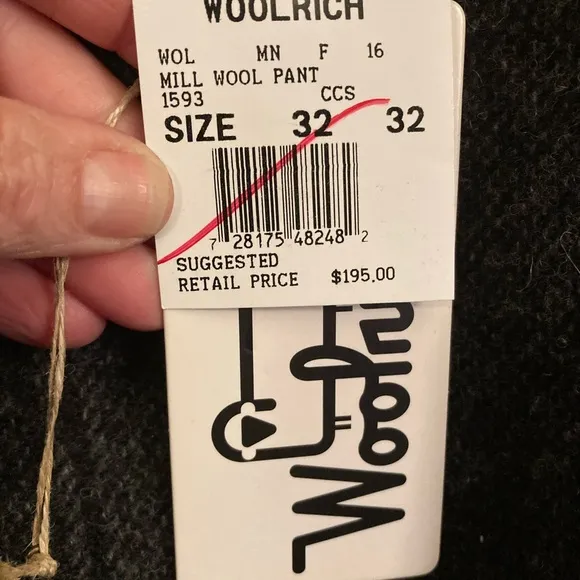 WOOLRICH
WOL MN F 16
MILL WOOL PANT
1593 CCS
SIZE 32 32
7 28175 48248 2
SUGGESTED
RETAIL PRICE $195.00